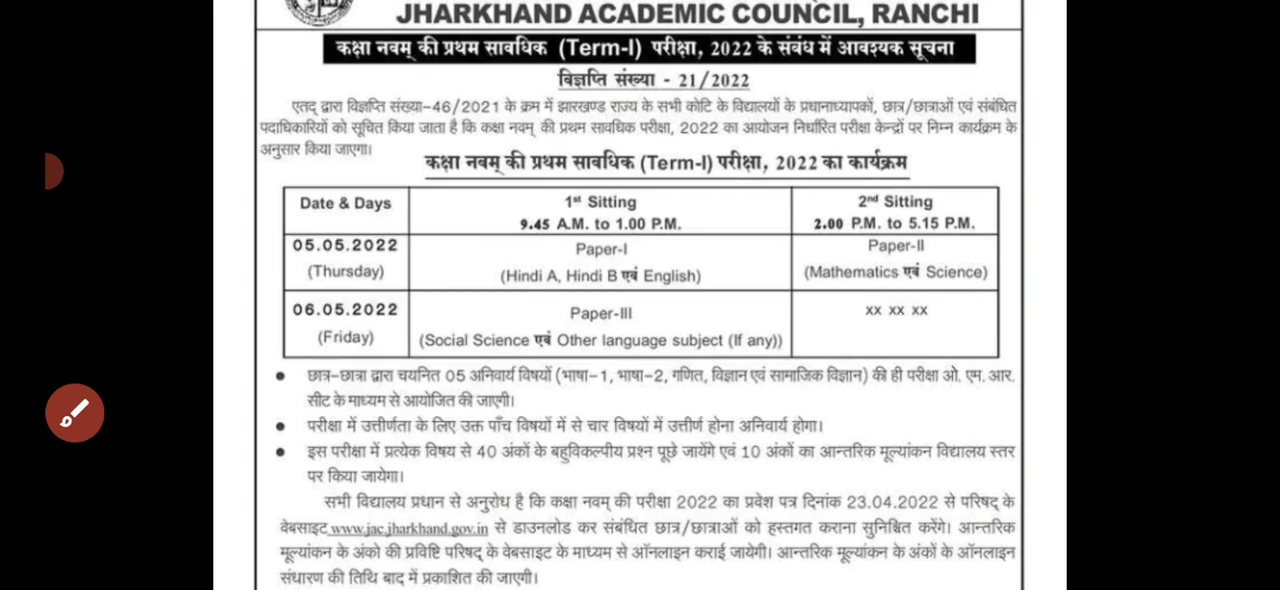 JHARKHAND ACADEMIC COUNCIL, RANCHI
कक्षा नवम् की प्रथम सावधिक (Term-I) परीक्षा, 2022 के संबंध में आवश्यक सूचना
विज्ञप्ति संख्या - 21/2022
एतद् द्वारा विज्ञप्ति संख्या-46/2021 के क्रम में झारखण्ड राज्य के सभी कोटि के विद्यालयों के प्रधानाध्यापकों, छात्र/छात्राओं एवं संबंधित
पदाधिकारियों को सूचित किया जाता है कि कक्षा नवम् की प्रथम सावधिक परीक्षा, 2022 का आयोजन निर्धारित परीक्षा केन्द्रों पर निम्न कार्यक्रम के
अनुसार किया जाएगा।
कक्षा नवम् की प्रथम सावधिक (Term-I) परीक्षा, 2022 का कार्यक्रम
Date & Days
1st Sitting
9.45 A.M. to 1.00 P.M.
2nd Sitting
2.00 P.M. to 5.15 P.M.
05.05.2022
(Thursday)
Paper-I
(Hindi A, Hindi B एवं English)
Paper-II
(Mathematics एवं Science)
06.05.2022
(Friday)
Paper-III
(Social Science एवं Other language subject (If any))
xx xx xx
• छात्र-छात्रा द्वारा चयनित 05 अनिवार्य विषयों (भाषा-1, भाषा-2, गणित, विज्ञान एवं सामाजिक विज्ञान) की ही परीक्षा ओ. एम. आर.
सीट के माध्यम से आयोजित की जाएगी।
• परीक्षा में उत्तीर्णता के लिए उक्त पाँच विषयों में से चार विषयों में उत्तीर्ण होना अनिवार्य होगा।
• इस परीक्षा में प्रत्येक विषय से 40 अंकों के बहुविकल्पीय प्रश्न पूछे जायेंगे एवं 10 अंकों का आन्तरिक मूल्यांकन विद्यालय स्तर
पर किया जायेगा।
सभी विद्यालय प्रधान से अनुरोध है कि कक्षा नवम् की परीक्षा 2022 का प्रवेश पत्र दिनांक 23.04.2022 से परिषद् के
वेबसाइट www.jac.jharkhand.gov.in से डाउनलोड कर संबंधित छात्र/छात्राओं को हस्तगत कराना सुनिश्चित करेंगे। आन्तरिक
मूल्यांकन के अंको की प्रविष्टि परिषद् के वेबसाइट के माध्यम से ऑनलाइन कराई जायेगी। आन्तरिक मूल्यांकन के अंकों के ऑनलाइन
संधारण की तिथि बाद में प्रकाशित की जाएगी।